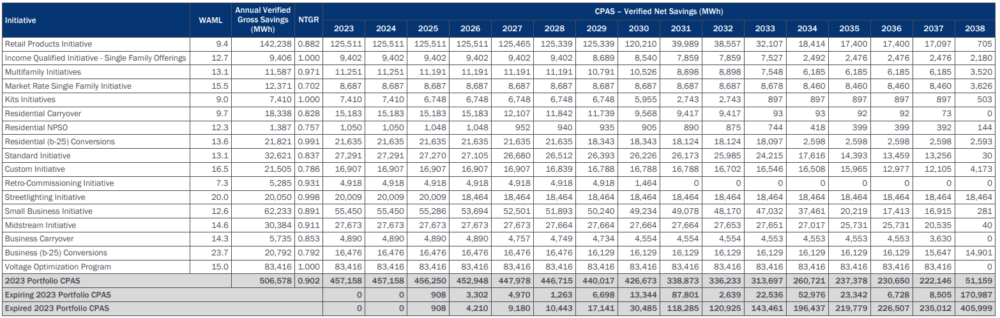 Initiative WAML Annual Verified Gross Savings (MWh) NTGR CPAS – Verified Net Savings (MWh)
2023 2024 2025 2026 2027 2028 2029 2030 2031 2032 2033 2034 2035 2036 2037 2038
Retail Products Initiative 9.4 142,238 0.882 125,511 125,511 125,511 125,511 125,465 125,339 125,339 120,210 39,989 38,557 32,107 18,414 17,400 17,400 17,097 705
Income Qualified Initiative - Single Family Offerings 12.7 9,406 1.000 9,402 9,402 9,402 9,402 9,402 9,402 8,689 8,540 7,859 7,859 7,527 2,492 2,476 2,476 2,476 2,180
Multifamily Initiatives 13.1 11,587 0.971 11,251 11,251 11,191 11,191 11,191 11,191 10,791 10,526 8,898 8,898 7,548 6,185 6,185 6,185 6,185 3,520
Market Rate Single Family Initiative 15.5 12,371 0.702 8,687 8,687 8,687 8,687 8,687 8,687 8,687 8,687 8,687 8,687 8,678 8,460 8,460 8,460 8,460 3,626
Kits Initiatives 9.0 7,410 1.000 7,410 7,410 6,748 6,748 6,748 6,748 6,748 5,955 2,743 2,743 897 897 897 897 897 503
Residential Carryover 9.7 18,338 0.828 15,183 15,183 15,183 15,183 12,107 11,842 11,739 9,568 9,417 9,417 93 93 92 92 73 0
Residential NPSO 12.3 1,387 0.757 1,050 1,050 1,048 1,048 952 940 935 905 890 875 744 418 399 399 392 144
Residential (b-25) Conversions 13.6 21,821 0.991 21,635 21,635 21,635 21,635 21,635 21,635 18,343 18,343 18,124 18,124 18,097 2,598 2,598 2,598 2,598 2,593
Standard Initiative 13.1 32,621 0.837 27,291 27,291 27,270 27,105 26,680 26,512 26,393 26,226 26,173 25,985 24,215 17,616 14,393 13,459 13,256 30
Custom Initiative 16.5 21,505 0.786 16,907 16,907 16,907 16,907 16,907 16,839 16,788 16,788 16,788 16,702 16,546 16,508 15,965 12,977 12,105 4,173
Retro-Commissioning Initiative 7.3 5,285 0.931 4,918 4,918 4,918 4,918 4,918 4,918 4,918 1,464 0 0 0 0 0 0 0 0
Streetlighting Initiative 20.0 20,050 0.998 20,009 20,009 20,009 18,464 18,464 18,464 18,464 18,464 18,464 18,464 18,464 18,464 18,464 18,464 18,464 18,464
Small Business Initiative 12.6 62,233 0.891 55,450 55,450 55,286 53,694 52,501 51,893 50,240 49,234 49,078 48,170 47,032 37,461 20,219 17,413 16,915 281
Midstream Initiative 14.6 30,384 0.911 27,673 27,673 27,673 27,673 27,673 27,664 27,664 27,664 27,664 27,653 27,651 27,017 25,731 25,731 20,535 40
Business Carryover 14.3 5,735 0.853 4,890 4,890 4,890 4,890 4,757 4,749 4,734 4,554 4,554 4,554 4,553 4,553 4,553 4,553 3,630 0
Business (b-25) Conversions 23.7 20,792 0.792 16,476 16,476 16,476 16,476 16,476 16,476 16,129 16,129 16,129 16,129 16,129 16,129 16,129 16,129 15,647 14,901
Voltage Optimization Program 15.0 83,416 1.000 83,416 83,416 83,416 83,416 83,416 83,416 83,416 83,416 83,416 83,416 83,416 83,416 83,416 83,416 83,416 0
2023 Portfolio CPAS 506,578 0.902 457,158 457,158 456,250 452,948 447,978 446,715 440,017 426,673 338,873 336,233 313,697 260,721 237,378 230,650 222,146 51,159
Expiring 2023 Portfolio CPAS 0 0 908 3,302 4,970 1,263 6,698 13,344 87,801 2,639 22,536 52,976 23,342 6,728 8,505 170,987
Expired 2023 Portfolio CPAS 0 0 908 4,210 9,180 10,443 17,141 30,485 118,285 120,925 143,461 196,437 219,779 226,507 235,012 405,999